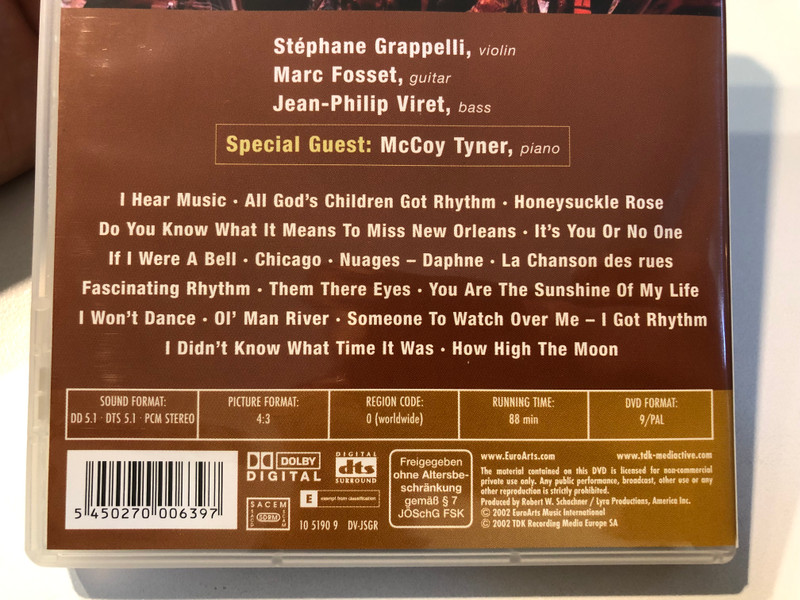 Stéphane Grappelli, violin
Marc Fosset, guitar
Jean-Philip Viret, bass
Special Guest: McCoy Tyner, piano
I Hear Music · All God's Children Got Rhythm · Honeysuckle Rose
Do You Know What It Means To Miss New Orleans · It's You Or No One
If I Were A Bell · Chicago · Nuages – Daphne · La Chanson des rues
Fascinating Rhythm · Them There Eyes · You Are The Sunshine Of My Life
I Won't Dance · Ol' Man River · Someone To Watch Over Me – I Got Rhythm
I Didn't Know What Time It Was · How High The Moon
SOUND FORMAT:
DD 5.1 · DTS 5.1 · PCM STEREO
PICTURE FORMAT:
4:3
REGION CODE:
0 (worldwide)
RUNNING TIME:
88 min
DVD FORMAT:
9/PAL
5 450270 006397
DOLBY
DIGITAL
DIGITAL
dts
SURROUND
E exempt from classification
SACEM
SDRM
10 5190 9 DV-JSGR
Freigegeben
ohne Altersbe-
schränkung
gemäß § 7
JÖSchG FSK
www.EuroArts.com www.tdk-mediactive.com
The material contained on this DVD is licensed for non-commercial
private use only. Any public performance, broadcast, other use or any
other reproduction is strictly prohibited.
Produced by Robert W. Schachner / Lyra Productions, America Inc.
© 2002 EuroArts Music International
© 2002 TDK Recording Media Europe SA